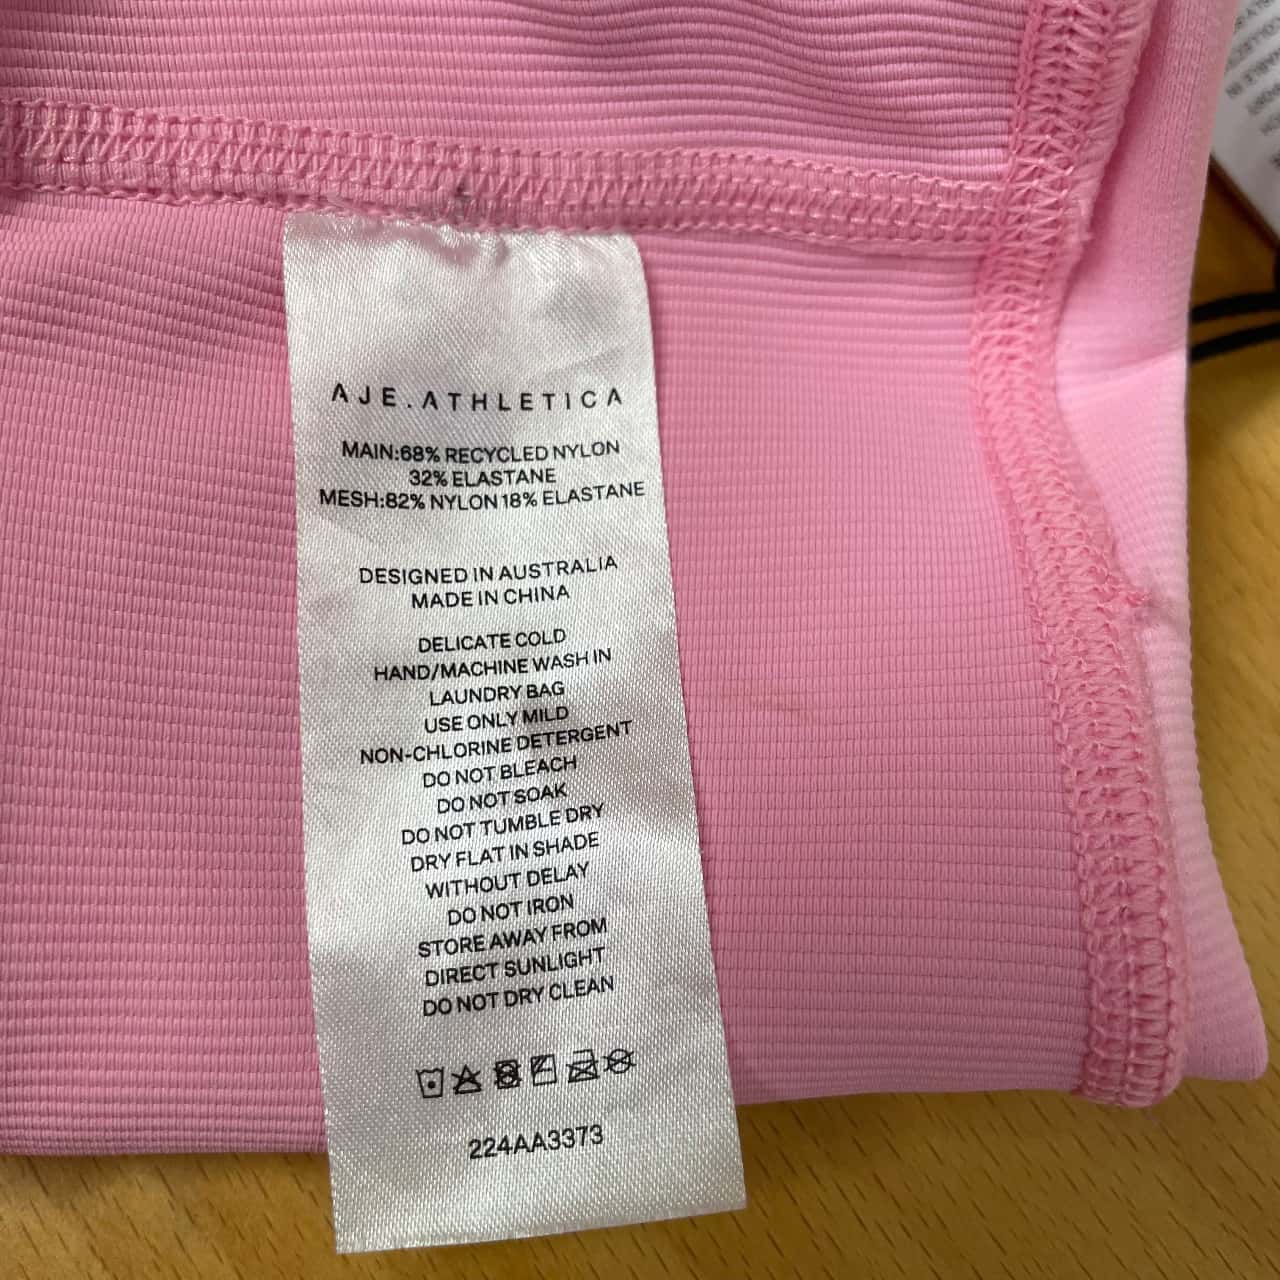 AJE.ATHLETICA
MAIN:68% RECYCLED NYLON
32% ELASTANE
MESH:82% NYLON 18% ELASTANE
DESIGNED IN AUSTRALIA
MADE IN CHINA
DELICATE COLD
HAND/MACHINE WASH IN
LAUNDRY BAG
USE ONLY MILD
NON-CHLORINE DETERGENT
DO NOT BLEACH
DO NOT SOAK
DO NOT TUMBLE DRY
DRY FLAT IN SHADE
WITHOUT DELAY
DO NOT IRON
STORE AWAY FROM
DIRECT SUNLIGHT
DO NOT DRY CLEAN
224AA3373